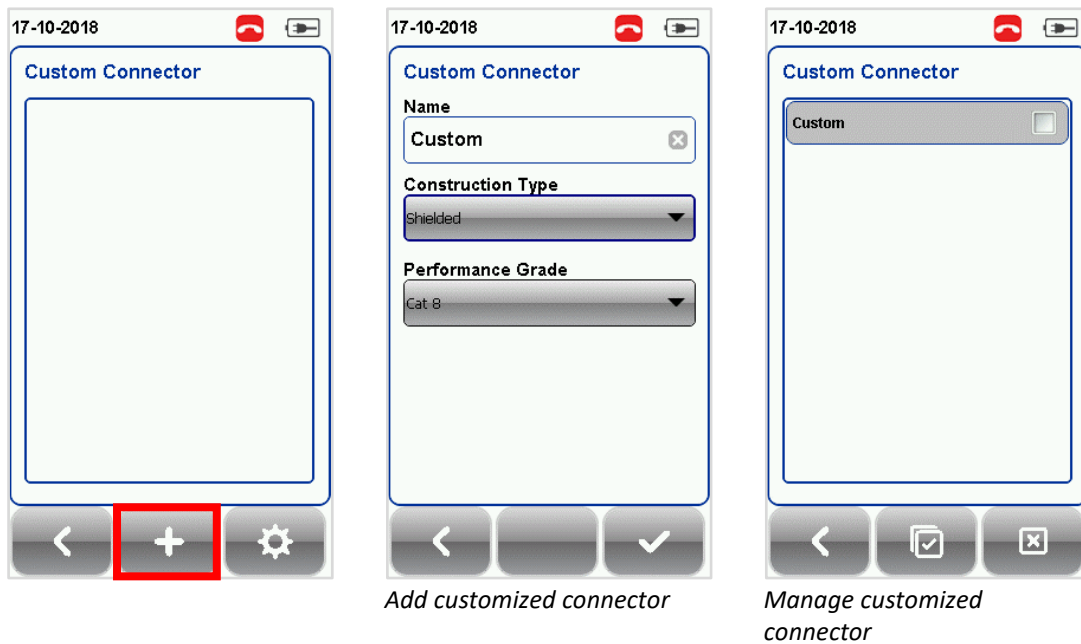 17-10-2018
Custom Connector
17-10-2018
Custom Connector
Name
Custom
Construction Type
Shielded
Performance Grade
Cat 8
Add customized connector
17-10-2018
Custom Connector
Custom
Manage customized
connector